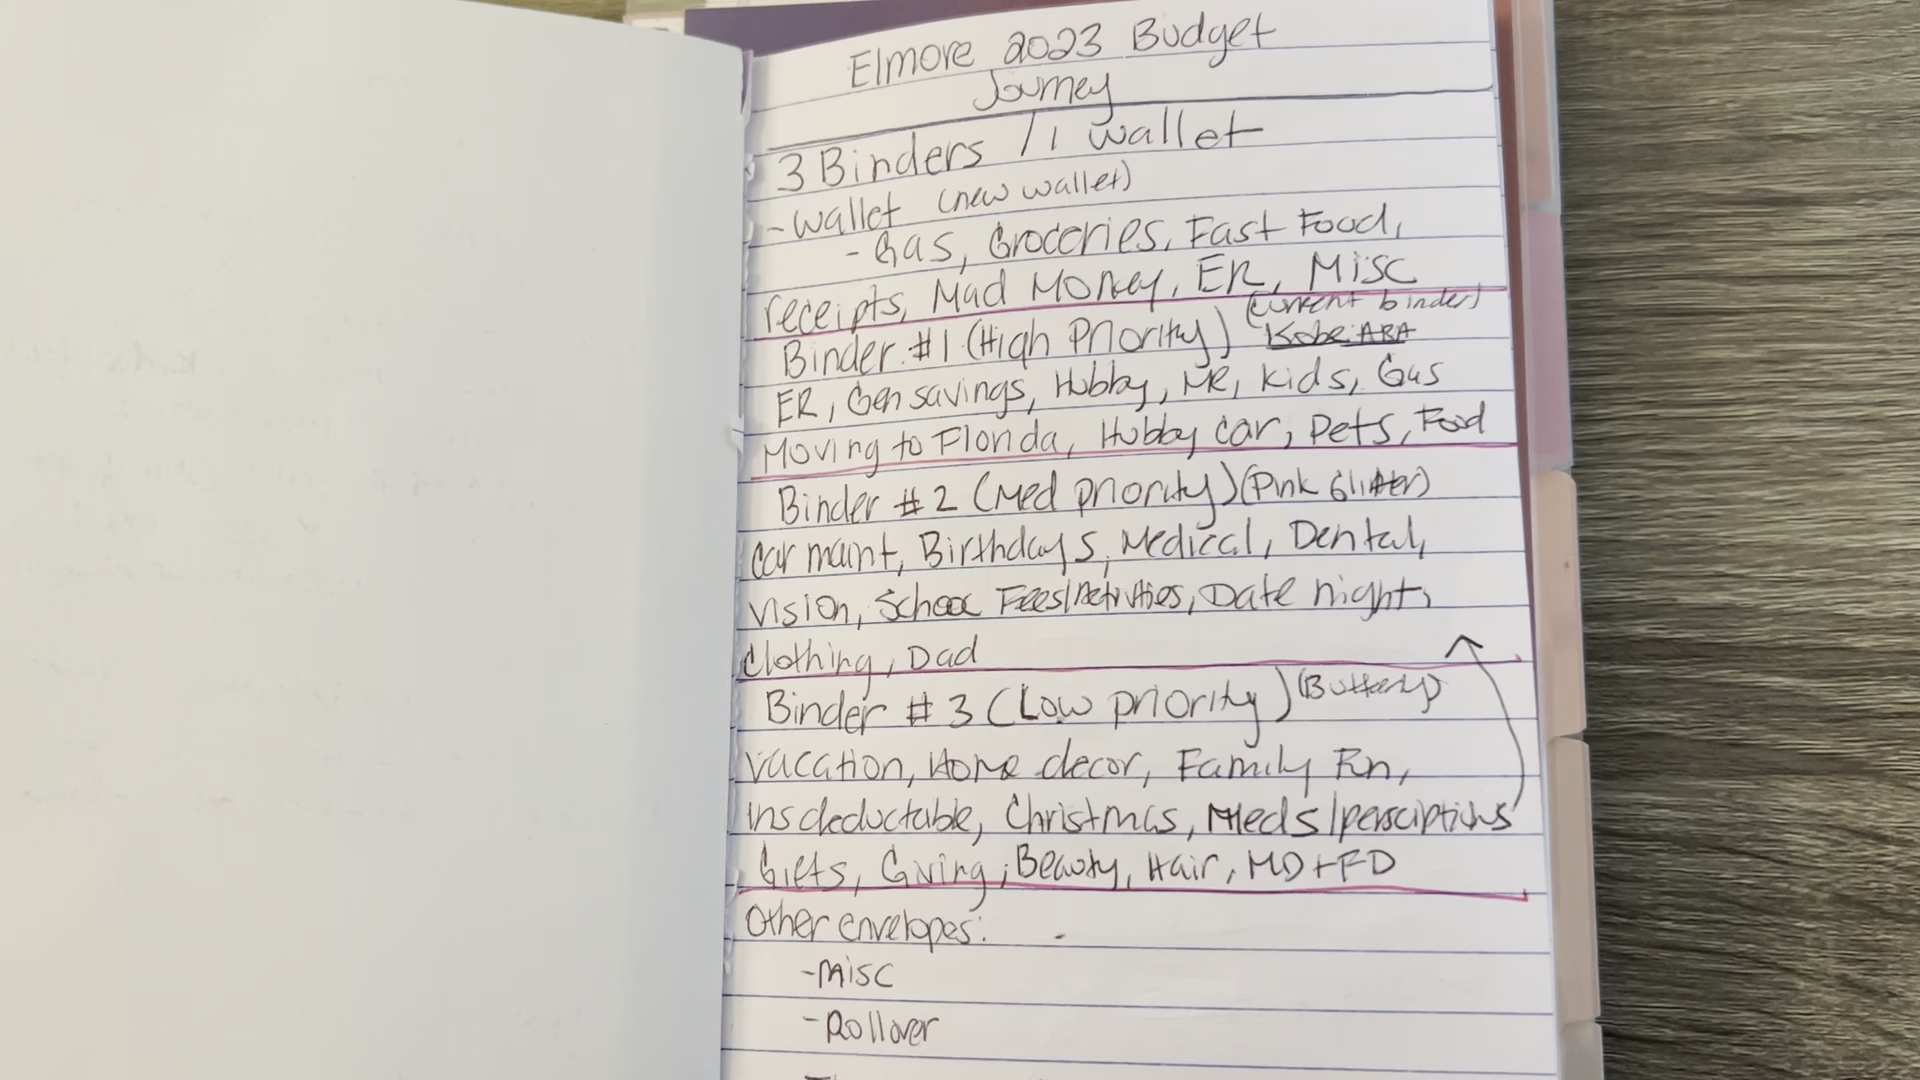 Elmore 2023 Budget
Journey
3 Binders / 1 wallet
- wallet (new wallet)
- Gas, Groceries, Fast Food,
receipts, Mad Money, ER, Misc
Binder #1 (High Priority) (current binder)
Kobe ABA
ER, Gen savings, Hubby, ME, Kids, Gas
Moving to Florida, Hubby car, Pets, Food
Binder #2 (Med priority) (Pink Glitter)
car maint, Birthdays, Medical, Dental,
vision, School Fees/Activities, Date night,
Clothing, Dad
Binder #3 (Low priority)
vacation, Home decor, Family Fun,
ins deductable, Christmas, Meds/persciptions
Gifts, Giving, Beauty, Hair, MD+FD
Other envelopes:
-misc
-Rollover